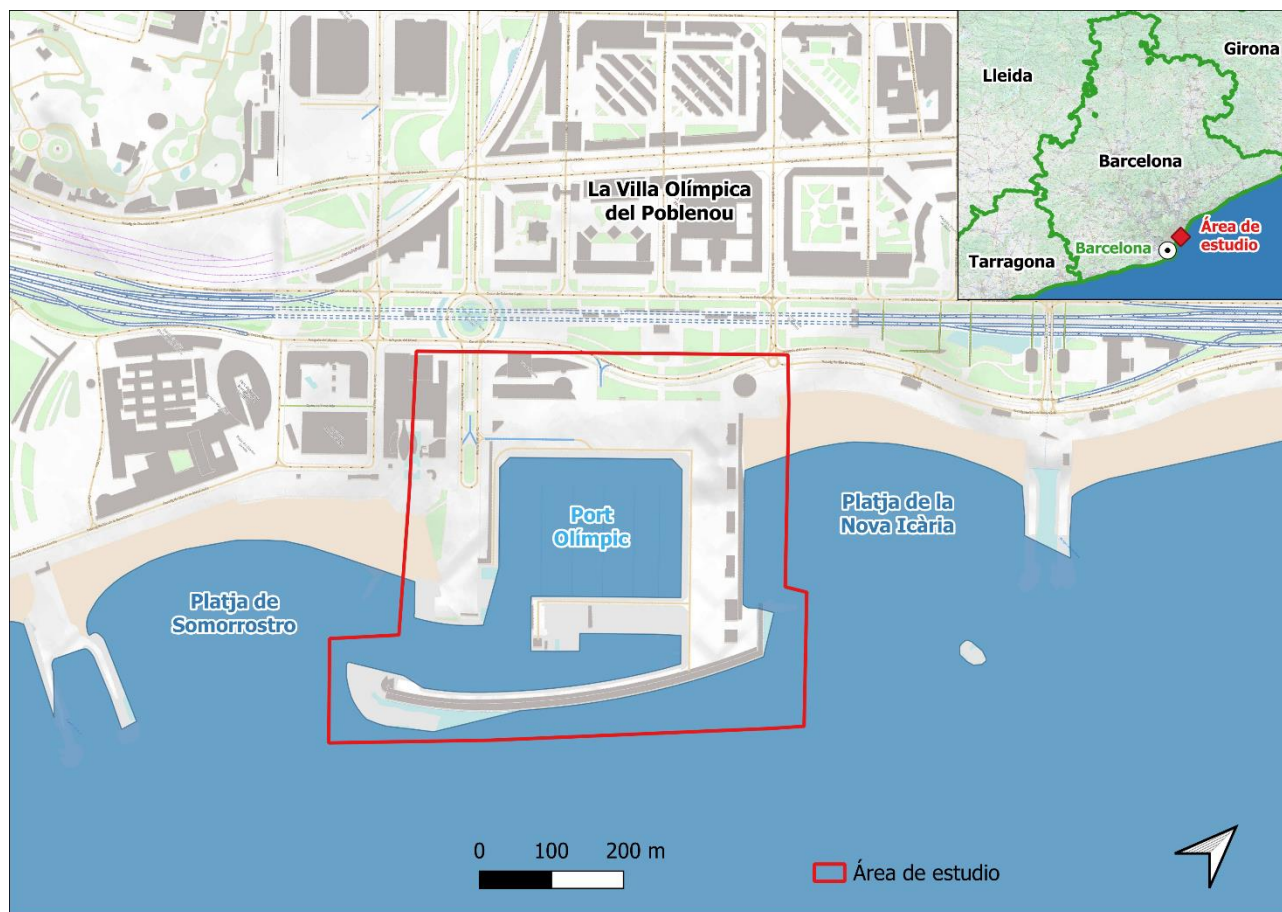 Girona
Lleida
Barcelona
La Villa Olímpica
del Poblenou
Barcelona
Área de
estudio
Tarragona
Port
Olímpic
Platja de la
Nova Icària
Platja de
Somorrostro
0 100 200 m
Área de estudio